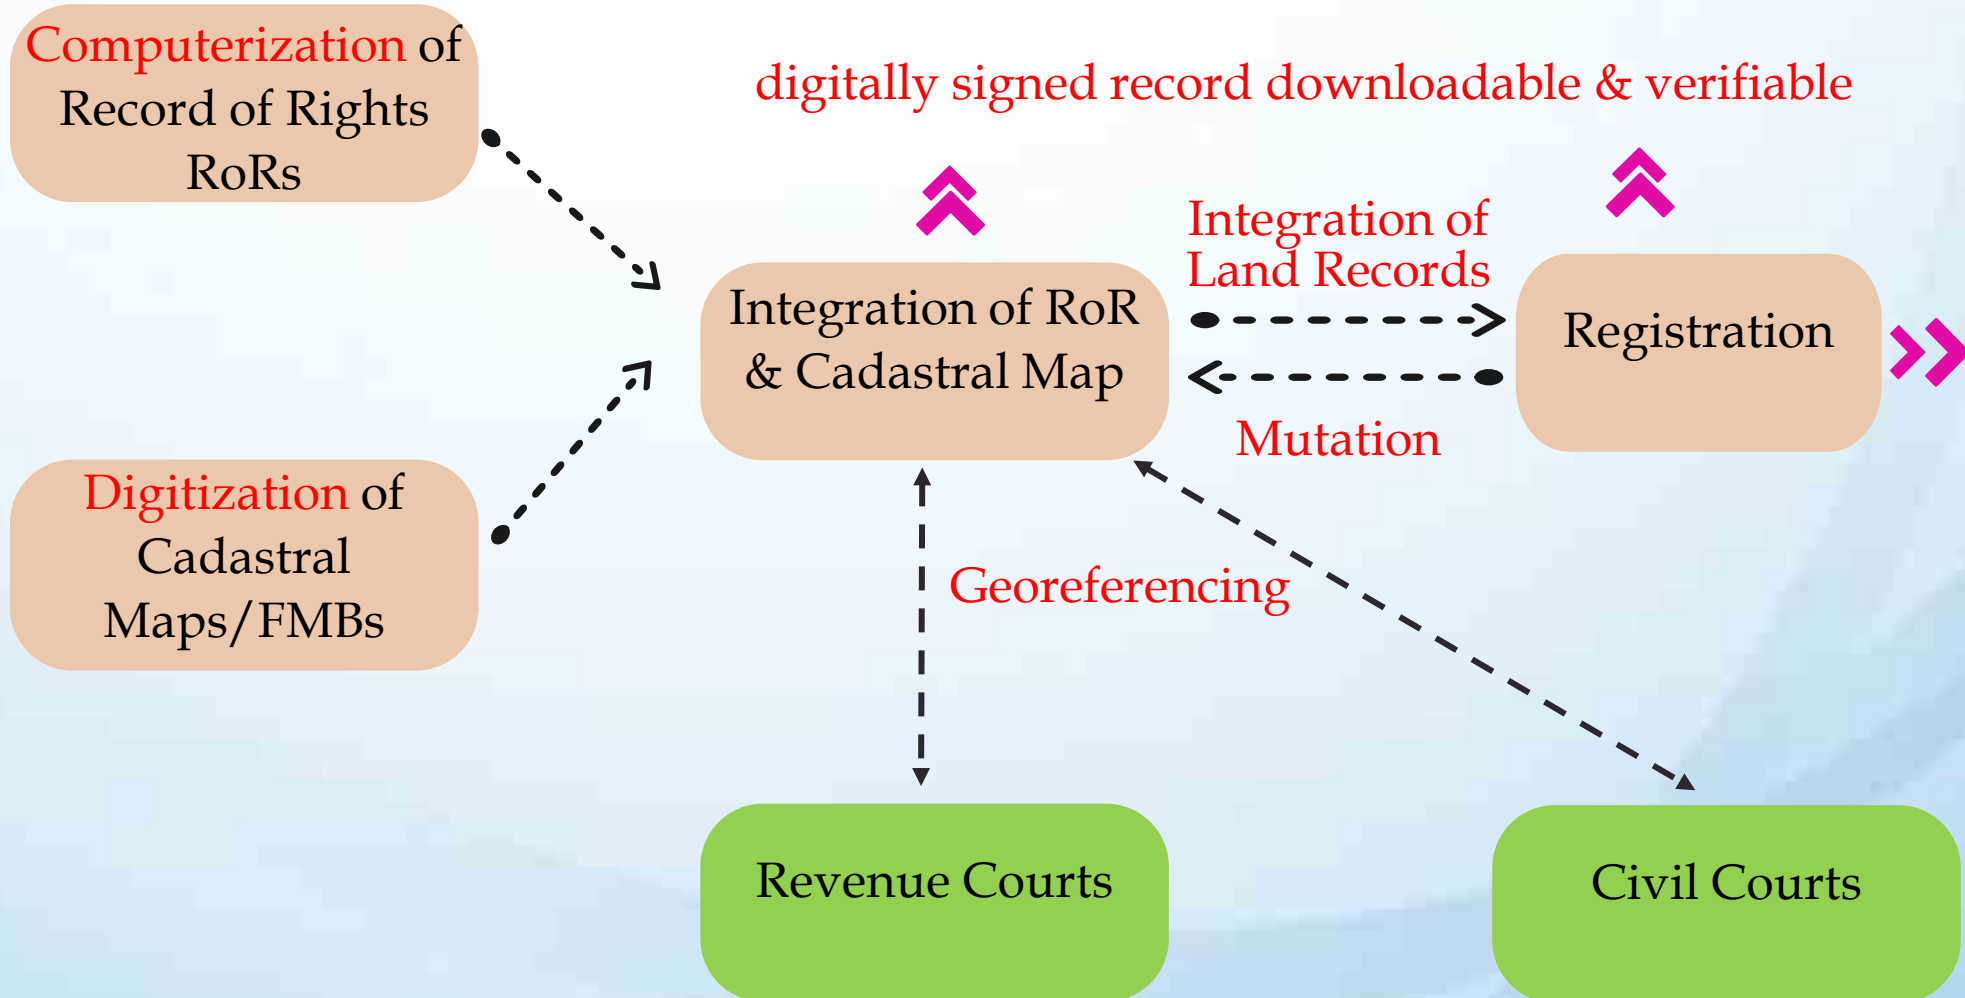 Computerization of
Record of Rights
RoRs
digitally signed record downloadable & verifiable
Integration of
Land Records
Integration of RoR
& Cadastral Map
Registration
Mutation
Digitization of
Cadastral
Maps/FMBs
Georeferencing
Revenue Courts
Civil Courts